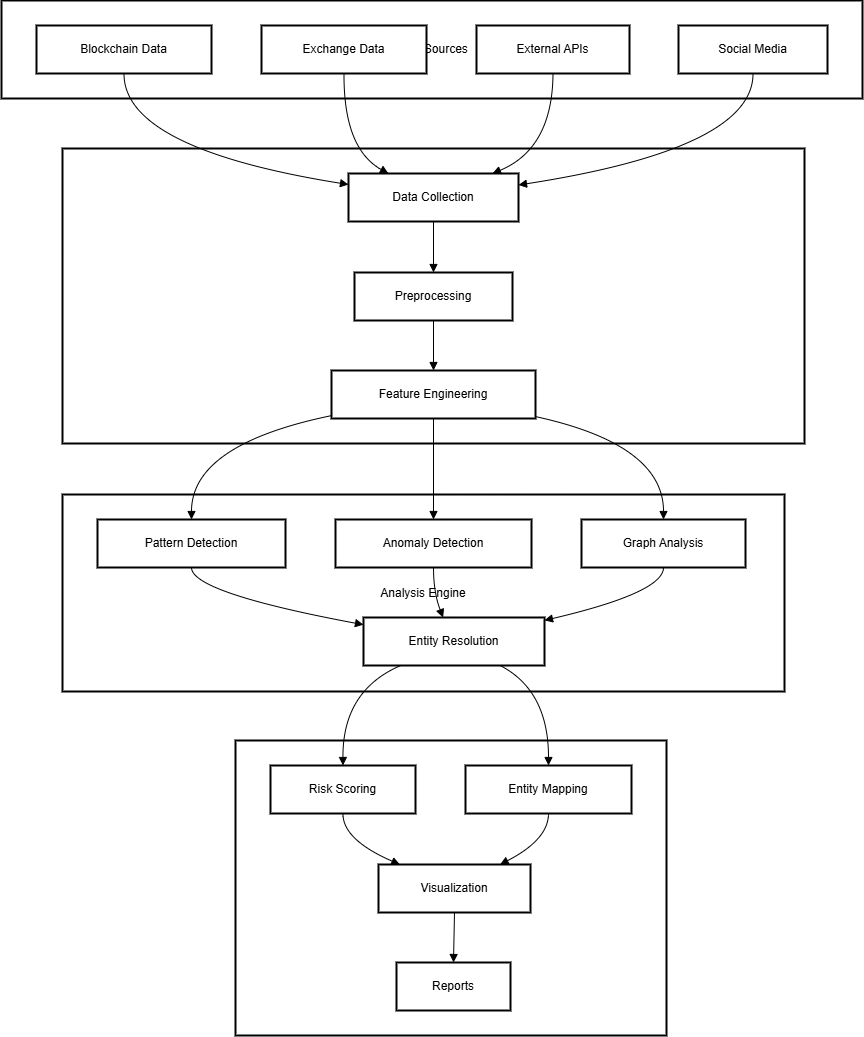 Blockchain Data
Exchange Data
Sources
External APIs
Social Media
Data Collection
Preprocessing
Feature Engineering
Pattern Detection
Anomaly Detection
Graph Analysis
Analysis Engine
Entity Resolution
Risk Scoring
Entity Mapping
Visualization
Reports